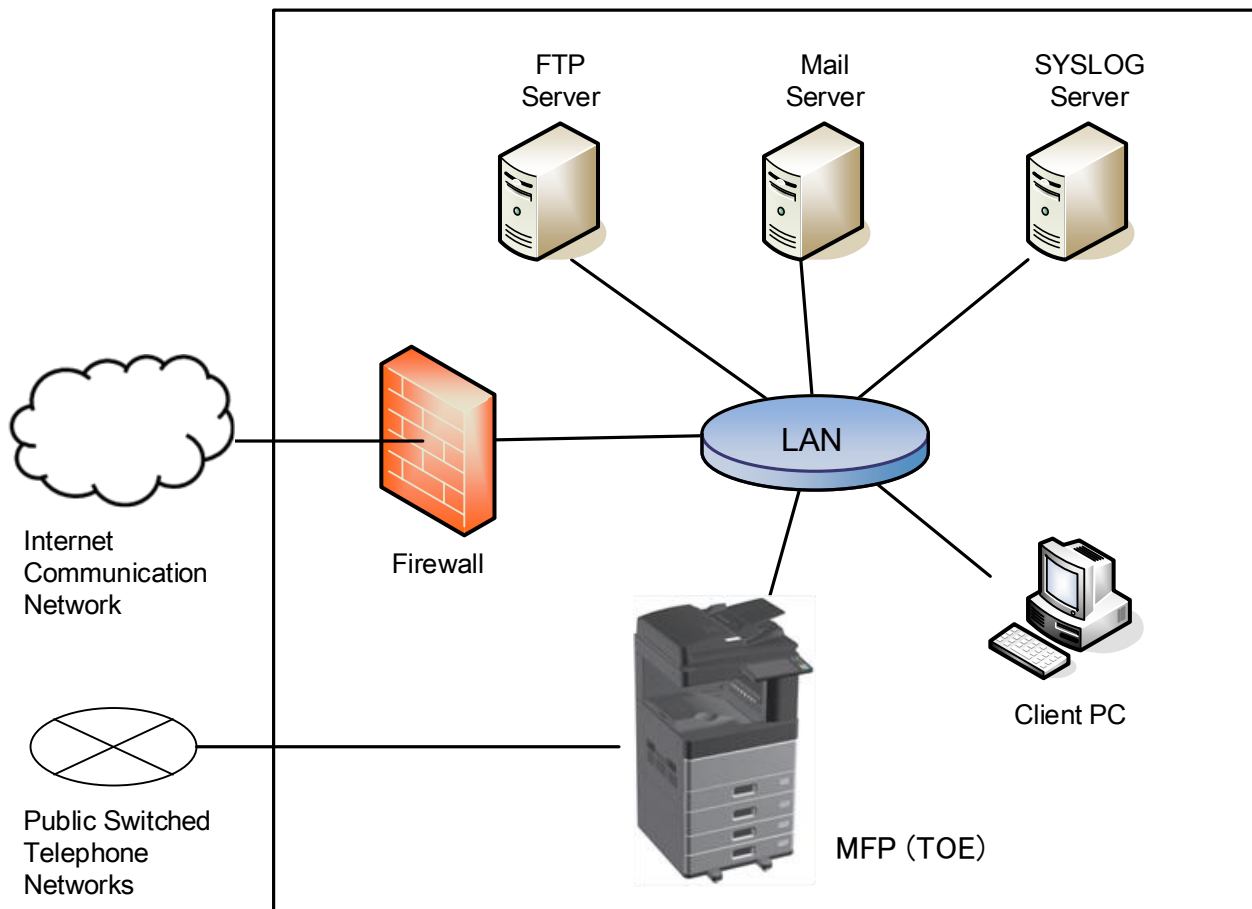 FTP
Server
Mail
Server
SYSLOG
Server
LAN
Internet
Communication
Network
Firewall
Client PC
Public Switched
Telephone
Networks
MFP（TOE）